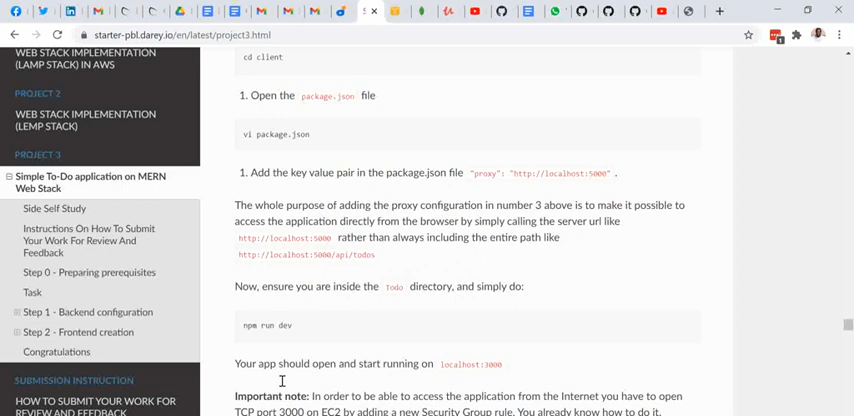 starter-pbl.darey.io/en/latest/project3.html
WEB STACK IMPLEMENTATION
(LAMP STACK) IN AWS
PROJECT 2
WEB STACK IMPLEMENTATION
(LEMP STACK)
PROJECT 3
Simple To-Do application on MERN
Web Stack
Side Self Study
Instructions On How To Submit
Your Work For Review And
Feedback
Step 0 - Preparing prerequisites
Task
Step 1 - Backend configuration
Step 2 - Frontend creation
Congratulations
SUBMISSION INSTRUCTION
HOW TO SUBMIT YOUR WORK FOR
REVIEW AND FEEDBACK
cd client
1. Open the package.json file
vi package.json
1. Add the key value pair in the package.json file "proxy": "http://localhost:5000" .
The whole purpose of adding the proxy configuration in number 3 above is to make it possible to
access the application directly from the browser by simply calling the server url like
http://localhost:5000 rather than always including the entire path like
http://localhost:5000/api/todos
Now, ensure you are inside the Todo directory, and simply do:
npm run dev
Your app should open and start running on localhost:3000
Important note: In order to be able to access the application from the Internet you have to open
TCP port 3000 on EC2 by adding a new Security Group rule. You already know how to do it.